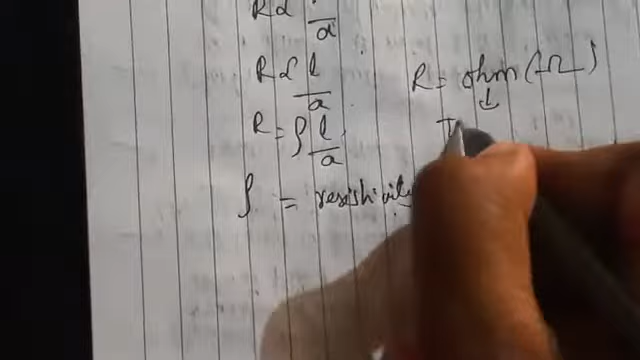 R α l/a
R = ρ l/a
R = ohm (Ω)
↓
ρ = resistivity